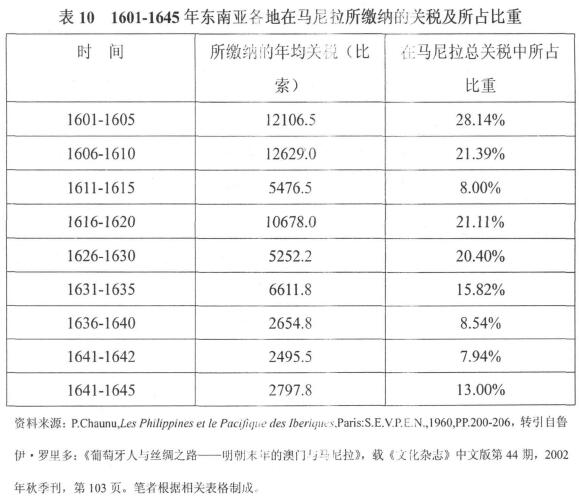 表 10 1601-1645 年东南亚各地在马尼拉所缴纳的关税及所占比重
时 间 所缴纳的年均关税（比索） 在马尼拉总关税中所占比重
1601-1605 12106.5 28.14%
1606-1610 12629.0 21.39%
1611-1615 5476.5 8.00%
1616-1620 10678.0 21.11%
1626-1630 5252.2 20.40%
1631-1635 6611.8 15.82%
1636-1640 2654.8 8.54%
1641-1642 2495.5 7.94%
1641-1645 2797.8 13.00%
资料来源：P.Chaunu,Les Philippines et le Pacifique des Iberiques.Paris:S.E.V.P.E.N.,1960,PP.200-206，转引自鲁
伊·罗里多：《葡萄牙人与丝绸之路——明朝末年的澳门与马尼拉》，载《文化杂志》中文版第 44 期，2002
年秋季刊，第 103 页。笔者根据相关表格制成。